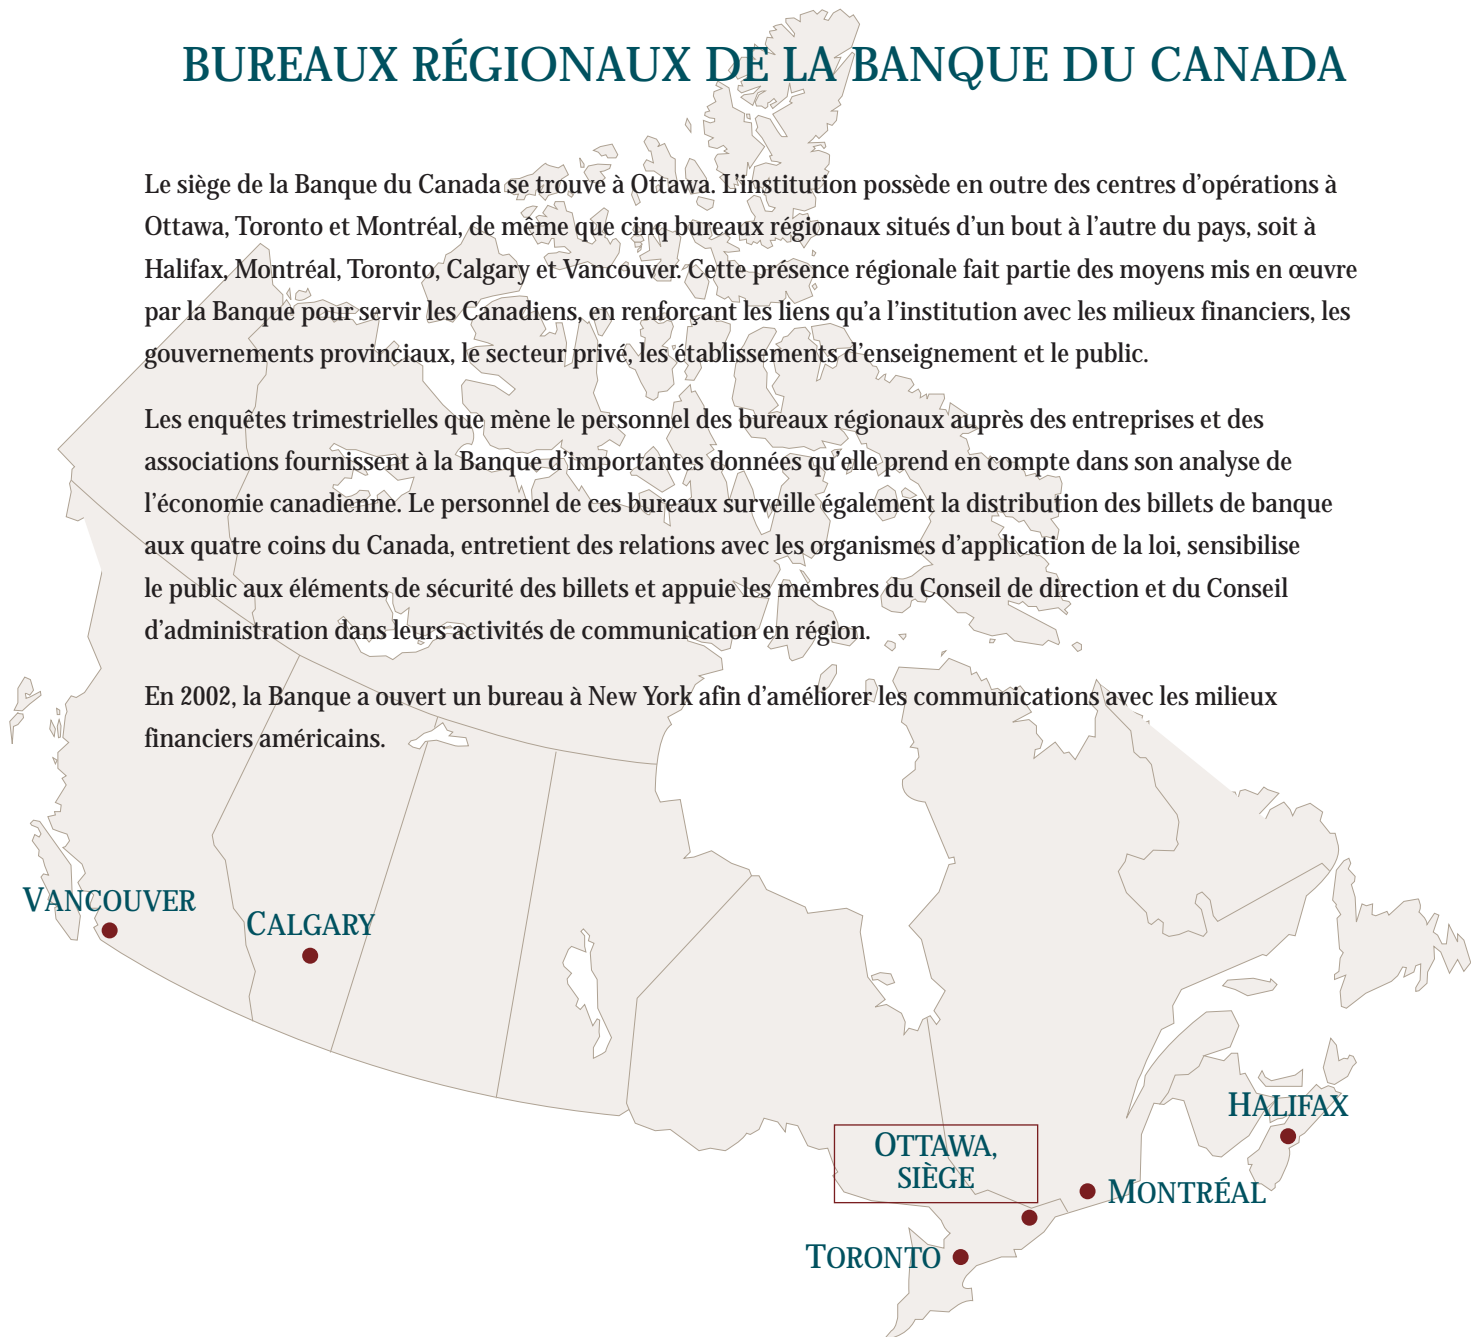 BUREAUX RÉGIONAUX DE LA BANQUE DU CANADA
Le siège de la Banque du Canada se trouve à Ottawa. L’institution possède en outre des centres d’opérations à
Ottawa, Toronto et Montréal, de même que cinq bureaux régionaux situés d’un bout à l’autre du pays, soit à
Halifax, Montréal, Toronto, Calgary et Vancouver. Cette présence régionale fait partie des moyens mis en œuvre
par la Banque pour servir les Canadiens, en renforçant les liens qu’a l’institution avec les milieux financiers, les
gouvernements provinciaux, le secteur privé, les établissements d’enseignement et le public.
Les enquêtes trimestrielles que mène le personnel des bureaux régionaux auprès des entreprises et des
associations fournissent à la Banque d’importantes données qu’elle prend en compte dans son analyse de
l’économie canadienne. Le personnel de ces bureaux surveille également la distribution des billets de banque
aux quatre coins du Canada, entretient des relations avec les organismes d’application de la loi, sensibilise
le public aux éléments de sécurité des billets et appuie les membres du Conseil de direction et du Conseil
d’administration dans leurs activités de communication en région.
En 2002, la Banque a ouvert un bureau à New York afin d’améliorer les communications avec les milieux
financiers américains.
VANCOUVER
CALGARY
HALIFAX
OTTAWA,
SIÈGE
MONTRÉAL
TORONTO